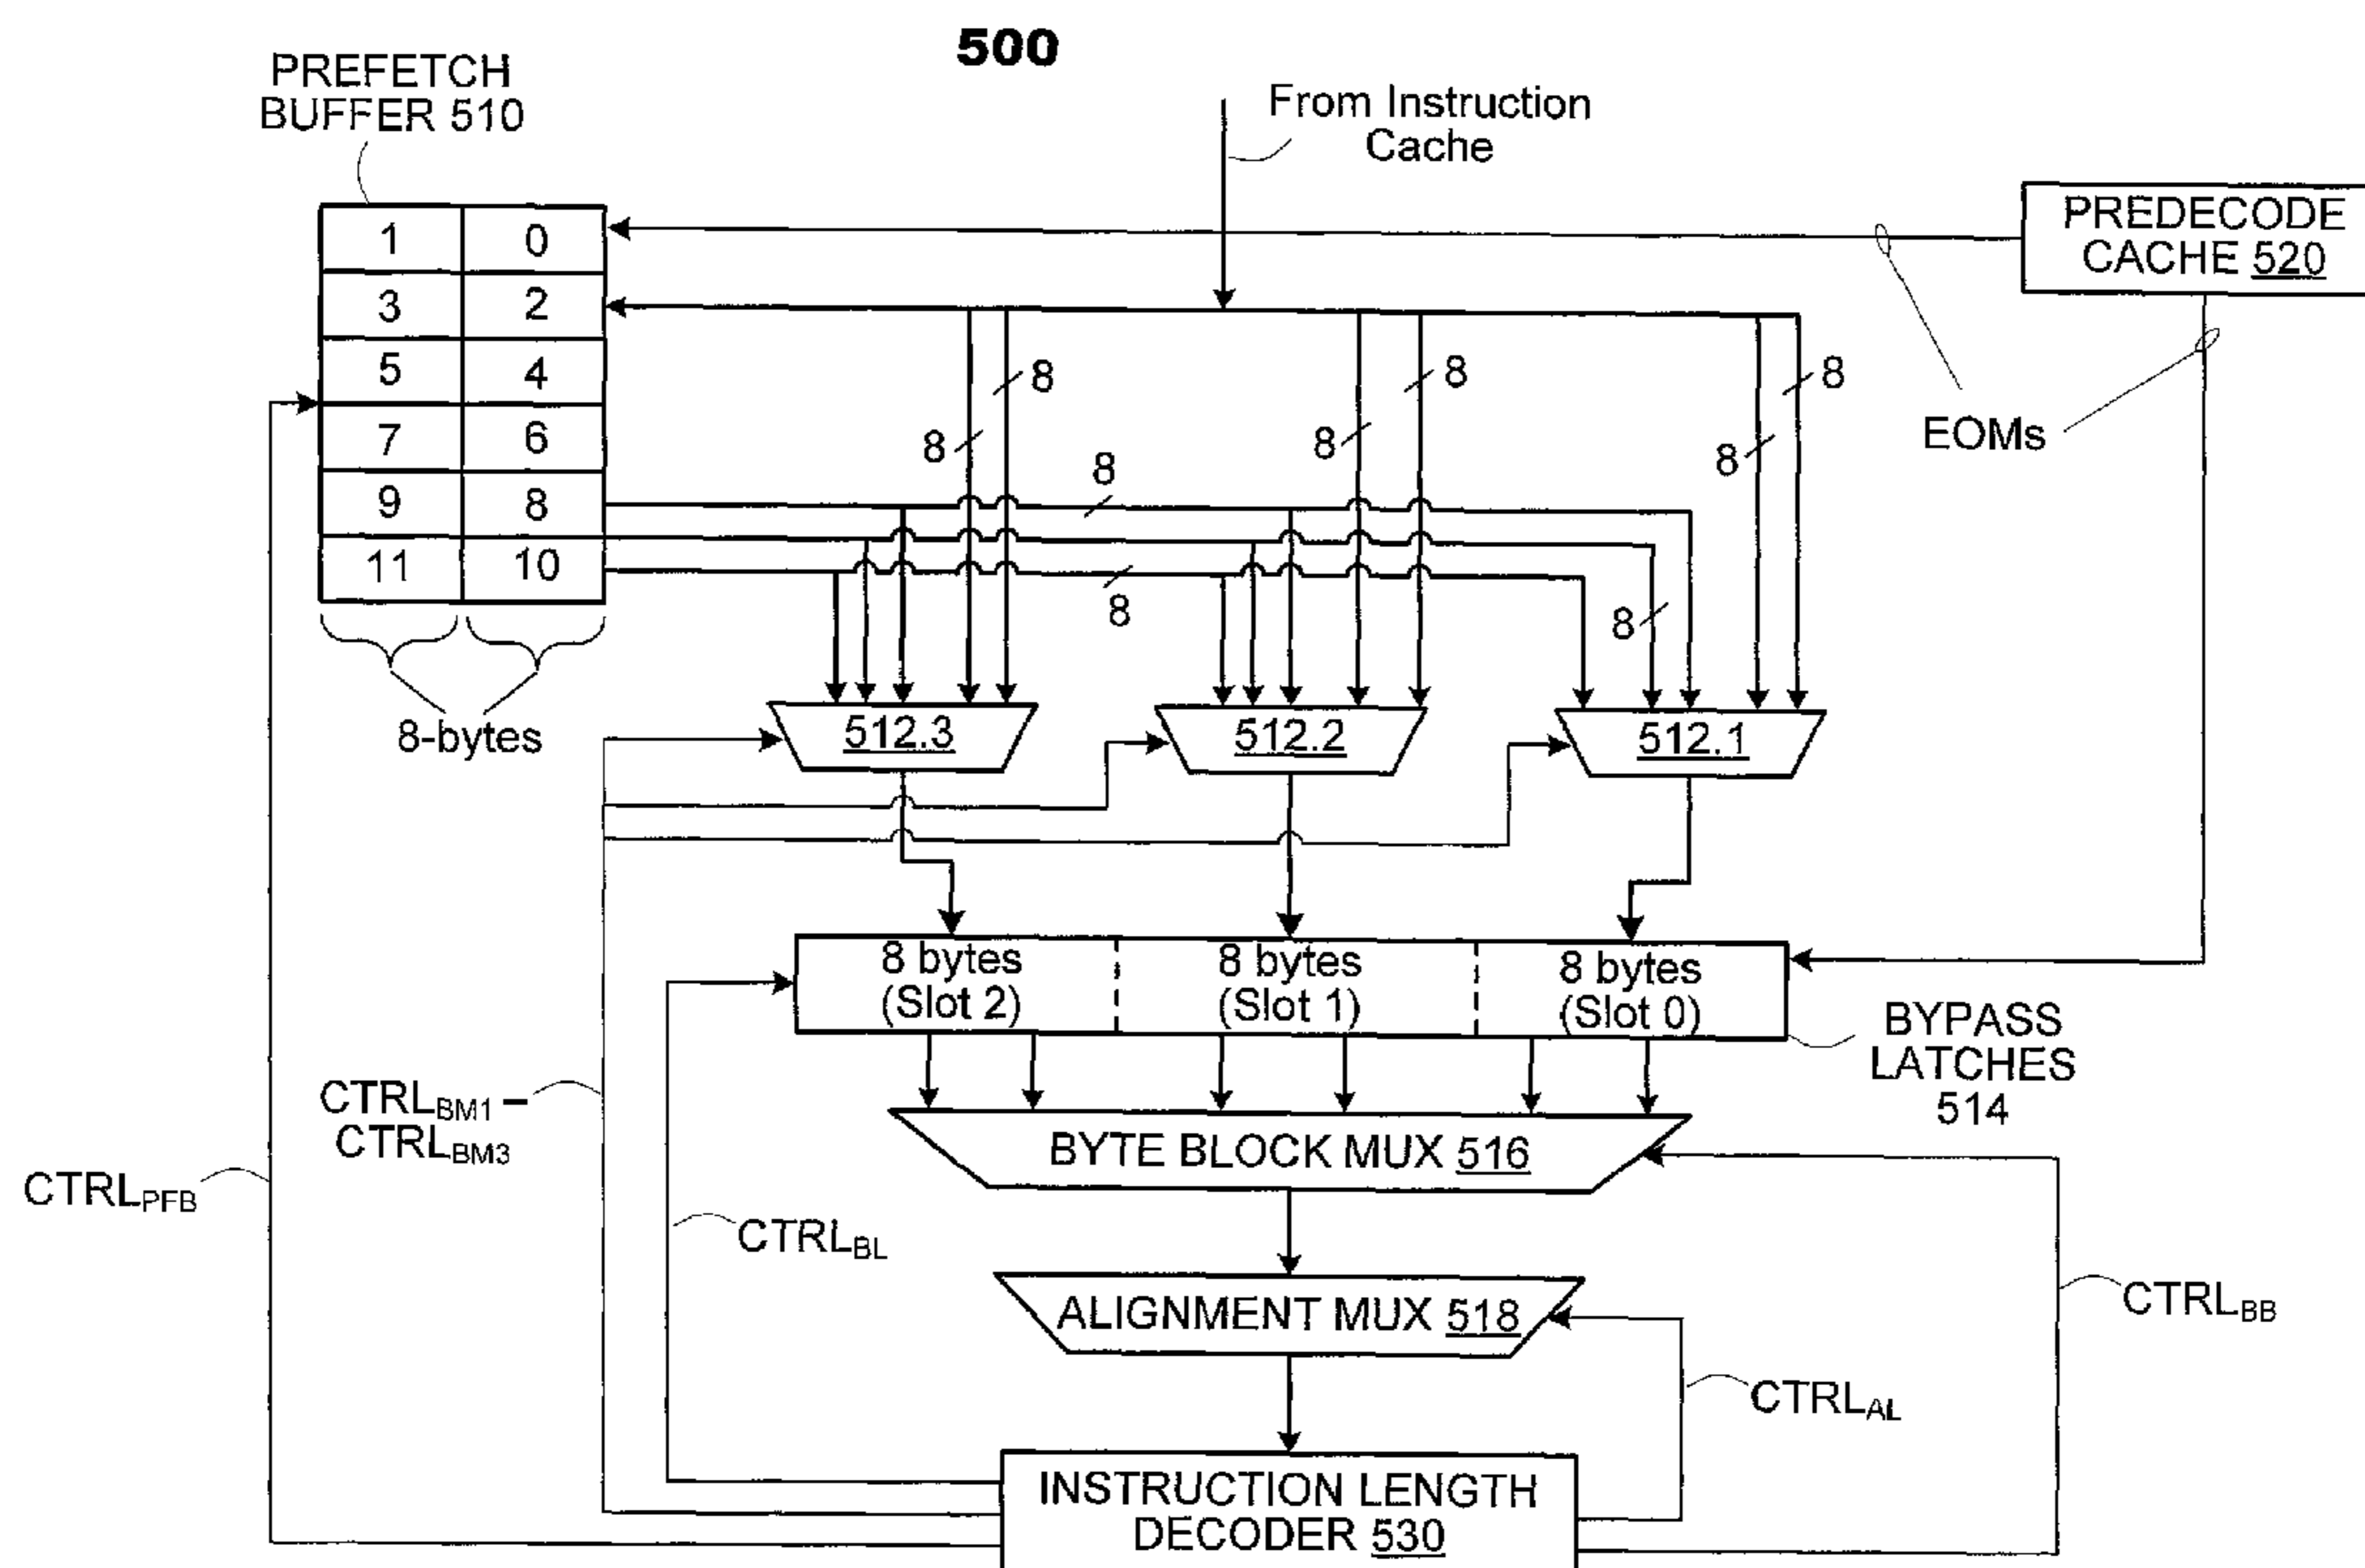 500
PREFETCH
BUFFER 510
From Instruction
Cache
PREDECODE
CACHE 520
1 0
3 2
5 4
7 6
9 8
11 10
8
8
8
8
8
8
8
8
8
EOMs
8-bytes
512.3
512.2
512.1
8 bytes
(Slot 2)
8 bytes
(Slot 1)
8 bytes
(Slot 0)
BYPASS
LATCHES
514
CTRLBM1 –
CTRLBM3
BYTE BLOCK MUX 516
CTRLPFB
CTRLBL
ALIGNMENT MUX 518
CTRLBB
CTRLAL
INSTRUCTION LENGTH
DECODER 530